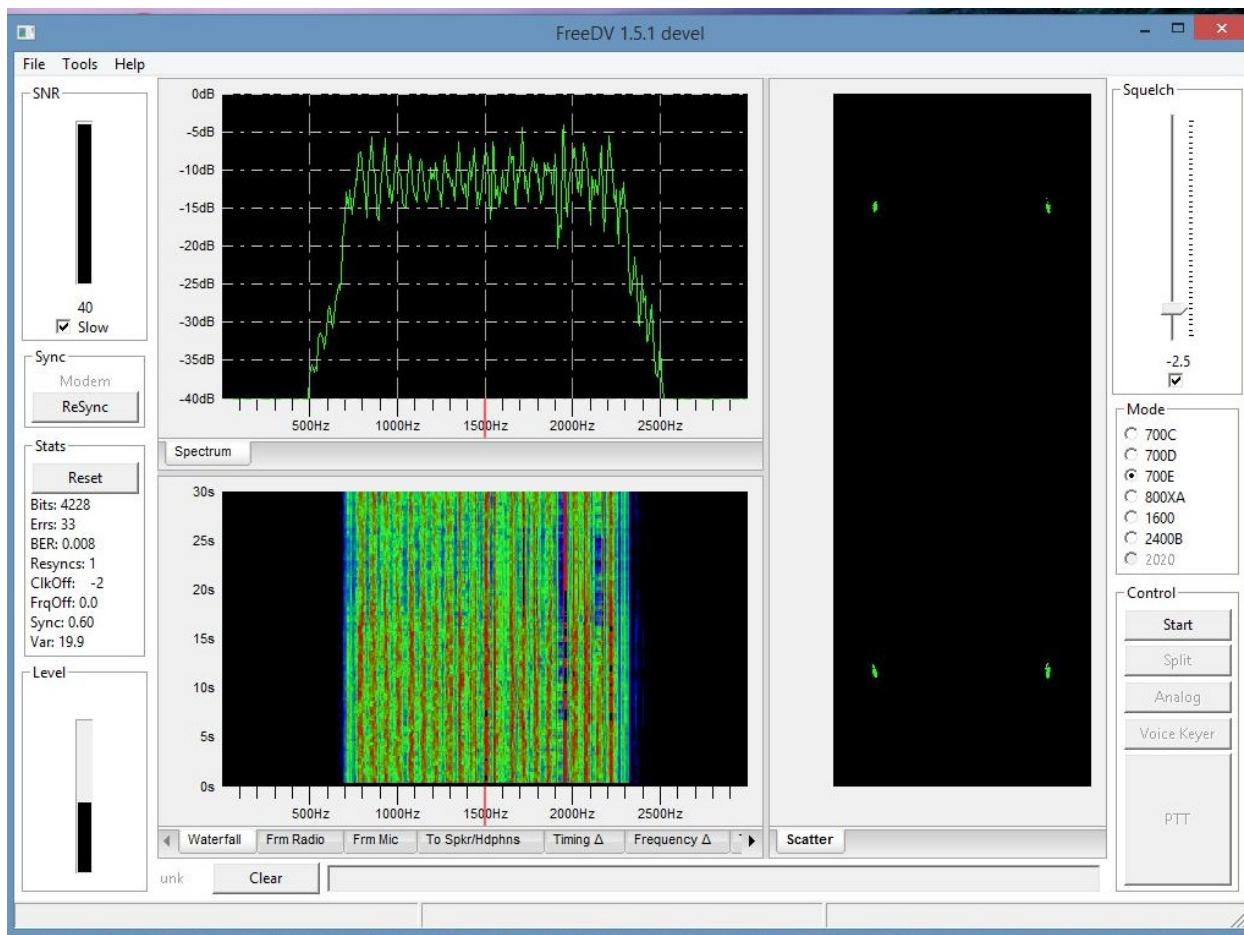 FreeDV 1.5.1 devel
File Tools Help
SNR
40
Slow
Sync
Modem
ReSync
Stats
Reset
Bits: 4228
Errs: 33
BER: 0.008
Resyncs: 1
ClkOff: -2
FrqOff: 0.0
Sync: 0.60
Var: 19.9
Level
0dB
-5dB
-10dB
-15dB
-20dB
-25dB
-30dB
-35dB
-40dB
500Hz 1000Hz 1500Hz 2000Hz 2500Hz
Spectrum
30s
25s
20s
15s
10s
5s
0s
500Hz 1000Hz 1500Hz 2000Hz 2500Hz
Waterfall Frm Radio Frm Mic To Spkr/Hdphns Timing Δ Frequency Δ
unk Clear
Scatter
Squelch
-2.5
Mode
700C
700D
700E
800XA
1600
2400B
2020
Control
Start
Split
Analog
Voice Keyer
PTT